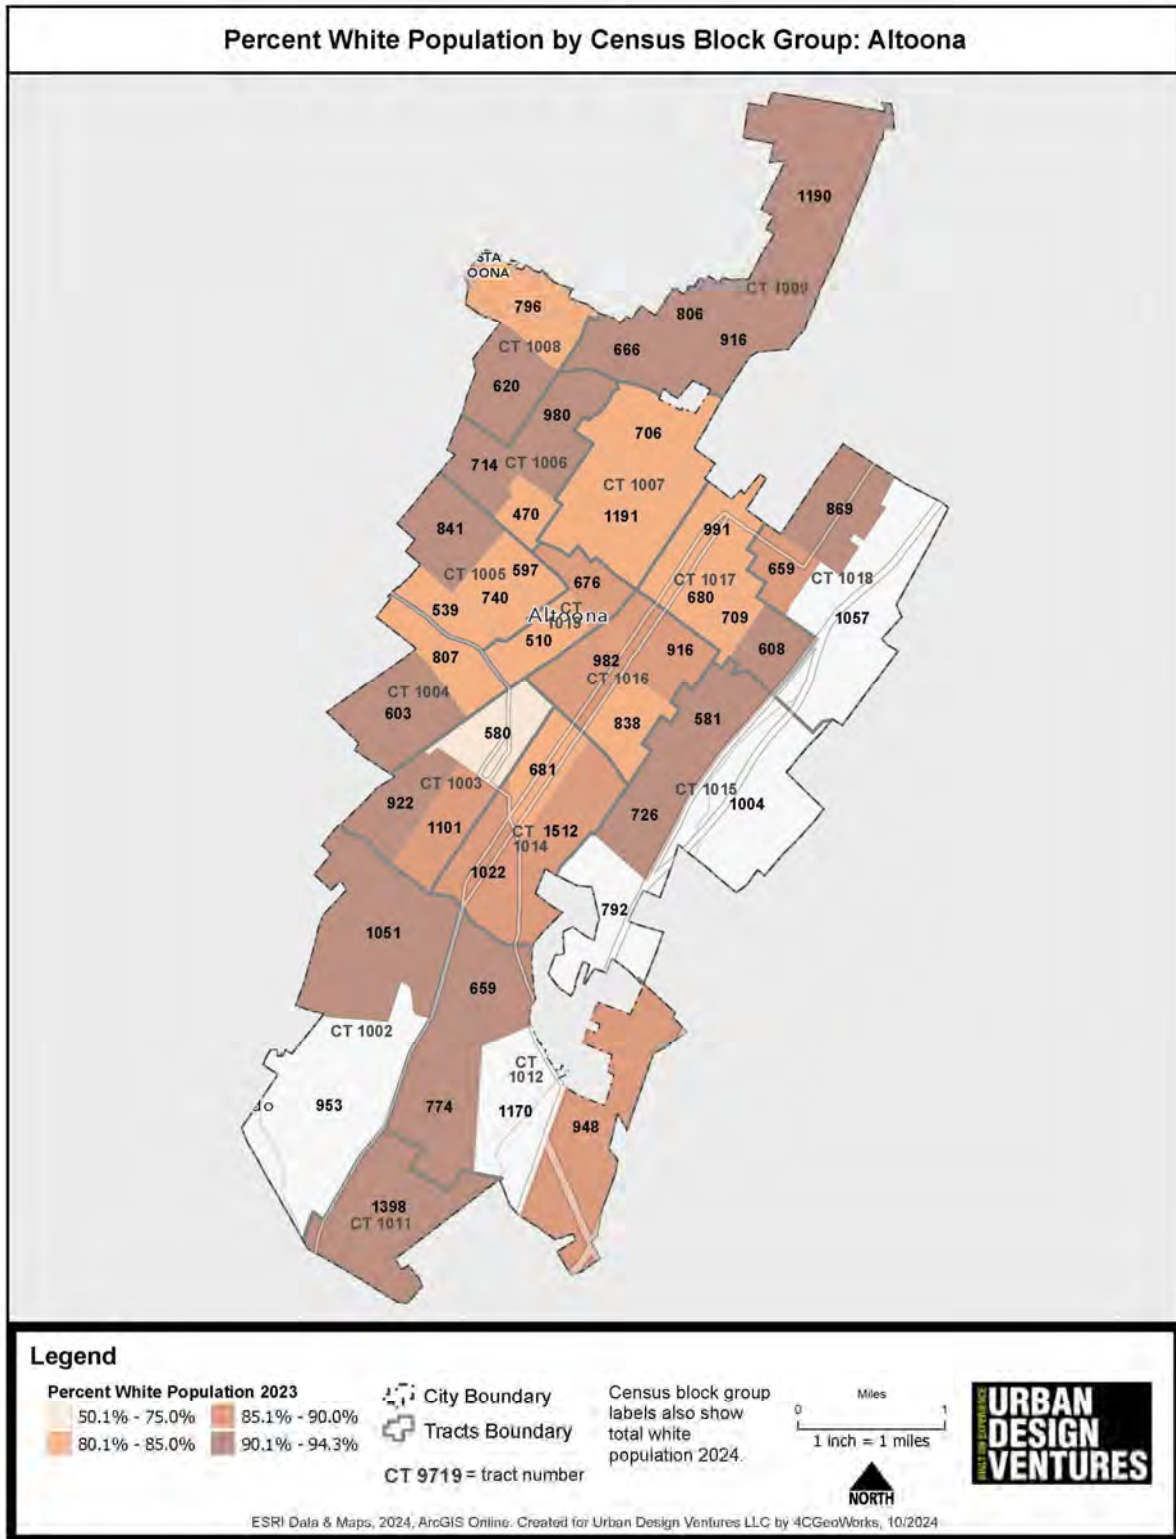 Percent White Population by Census Block Group: Altoona
1190
OONA
CT 1009
796
806
916
666
CT 1008
620
980
706
714
CT 1006
CT 1007
869
470
1191
991
841
597
659
CT 1005
676
CT 1017
CT 1018
740
680
539
CT
1019
709
1057
Altoona
510
608
807
982
916
CT 1004
CT 1016
603
581
580
838
681
CT 1003
CT 1015
922
1004
726
1101
CT
1014
1512
1022
792
1051
659
CT 1002
CT
1012
953
774
1170
948
1398
CT 1011
Legend
Percent White Population 2023
50.1% - 75.0%
85.1% - 90.0%
80.1% - 85.0%
90.1% - 94.3%
City Boundary
Tracts Boundary
CT 9719 = tract number
Census block group
labels also show
total white
population 2024.
Miles
0 1
1 inch = 1 miles
NORTH
BUILT ON EXPERIENCE
URBAN
DESIGN
VENTURES
ESRI Data & Maps, 2024, ArcGIS Online. Created for Urban Design Ventures LLC by 4CGeoWorks, 10/2024